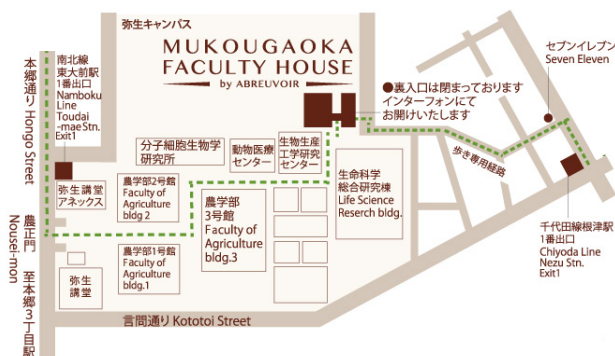 弥生キャンパス
MUKOUGAOKA
FACULTY HOUSE
by ABREUVOIR
セブンイレブン
Seven Eleven
本郷通り Hongo Street
南北線
東大前駅
1番出口
Namboku
Line
Toudai
-mae Stn.
Exit1
●裏入口は閉まっております
インターフォンにて
お開けいたします
分子細胞生物学
研究所
動物医療
センター
生物生産
工学研究
センター
歩き専用経路
弥生講堂
アネックス
農学部2号館
Faculty of
Agriculture
bldg 2
農学部
3号館
Faculty of
Agriculture
bldg.3
生命科学
総合研究棟
Life Science
Reserch bldg.
千代田線根津駅
1番出口
Chiyoda Line
Nezu Stn.
Exit1
農正門
Nousei-mon
至本郷3丁目駅
弥生
講堂
農学部1号館
Faculty of
Agriculture
bldg.1
言問通り Kototoi Street